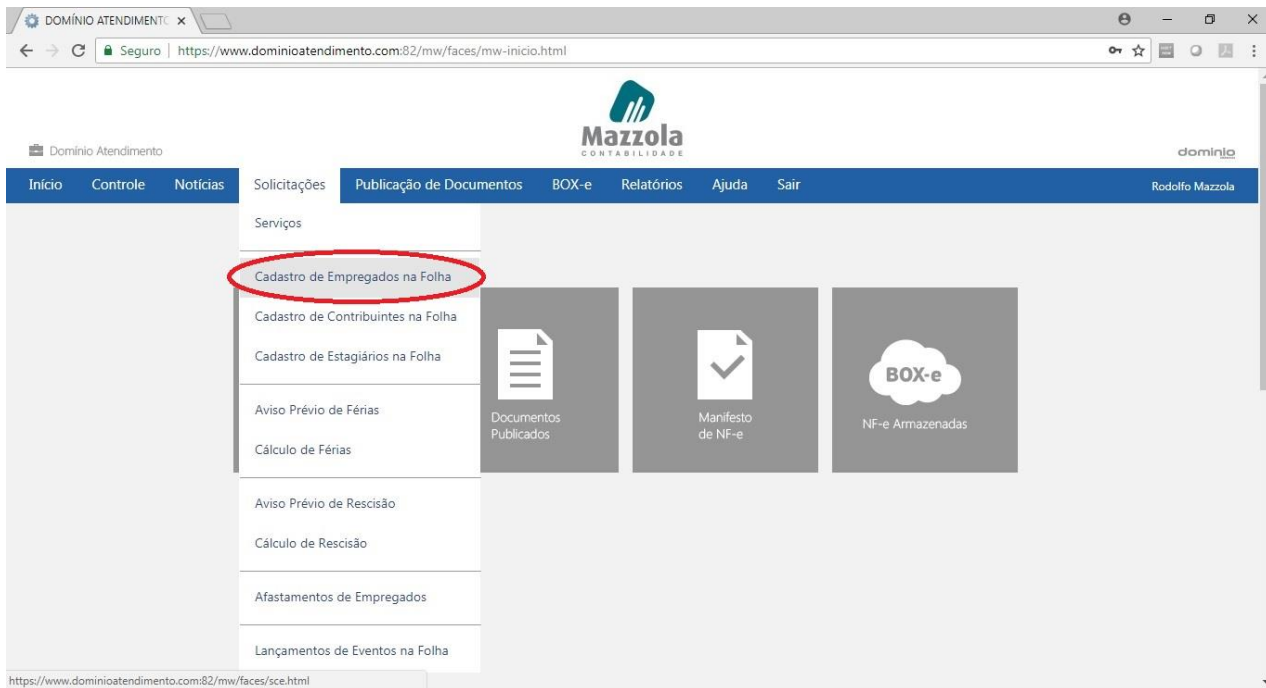 DOMÍNIO ATENDIMENTO
Seguro | https://www.dominioatendimento.com:82/mw/faces/mw-inicio.html
Mazzola
CONTABILIDADE
Domínio Atendimento
domínio
Início Controle Notícias Solicitações Publicação de Documentos BOX-e Relatórios Ajuda Sair Rodolfo Mazzola
Serviços
Cadastro de Empregados na Folha
Cadastro de Contribuintes na Folha
Cadastro de Estagiários na Folha
Aviso Prévio de Férias
Cálculo de Férias
Aviso Prévio de Rescisão
Cálculo de Rescisão
Afastamentos de Empregados
Lançamentos de Eventos na Folha
Documentos
Publicados
Manifesto
de NF-e
BOX-e
NF-e Armazenadas
https://www.dominioatendimento.com:82/mw/faces/sce.html